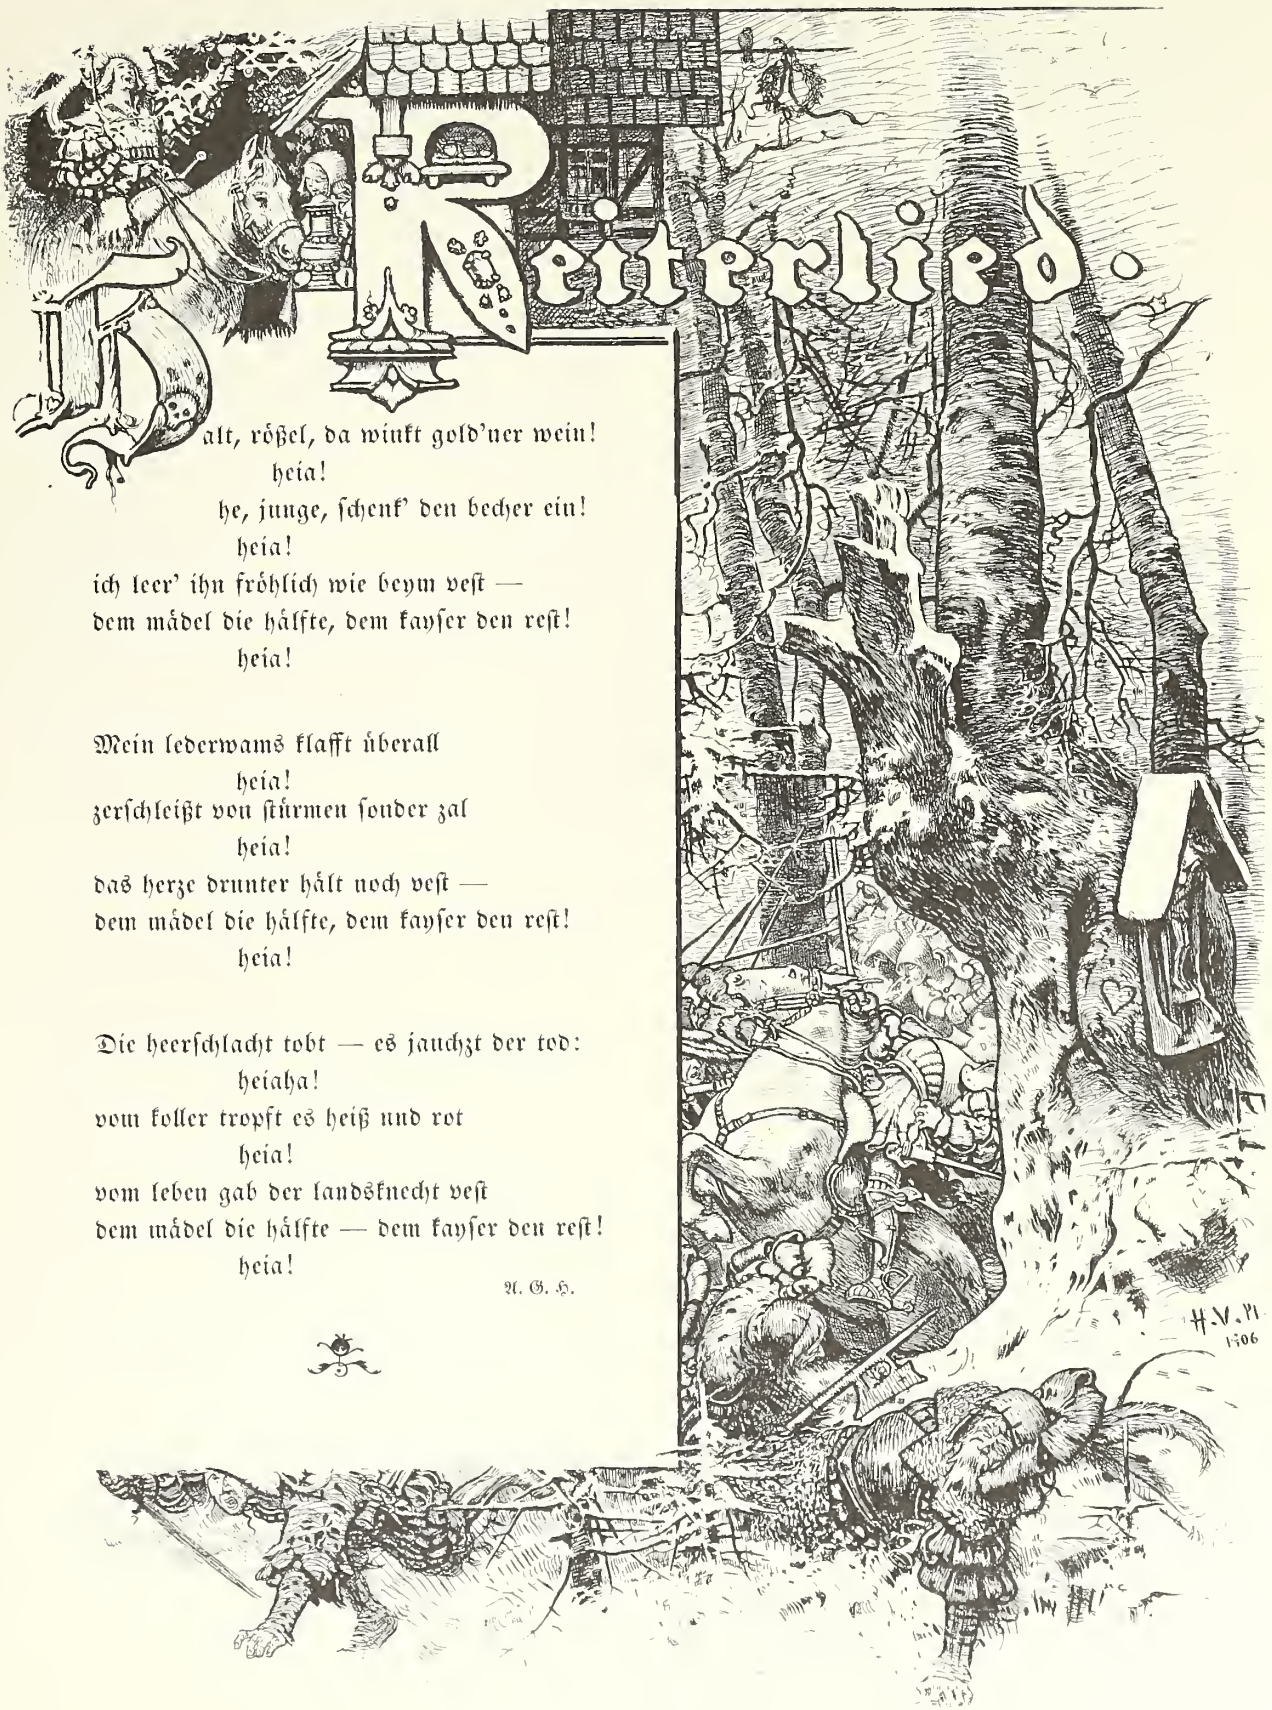 Reiterlied.
Halt, rößel, da winkt gold'ner wein!
heia!
he, junge, schenk' den becher ein!
heia!
ich leer' ihn fröhlich wie beym vest —
dem mädel die hälfte, dem kayser den rest!
heia!
Mein lederwams klafft überall
heia!
zerschleißt von stürmen sonder zal
heia!
das herze drunter hält noch vest —
dem mädel die hälfte, dem kayser den rest!
heia!
Die heerschlacht tobt — es jauchzt der tod:
heiaha!
vom koller tropft es heiß und rot
heia!
vom leben gab der landsknecht vest
dem mädel die hälfte — dem kayser den rest!
heia!
A. G. H.
H.V.